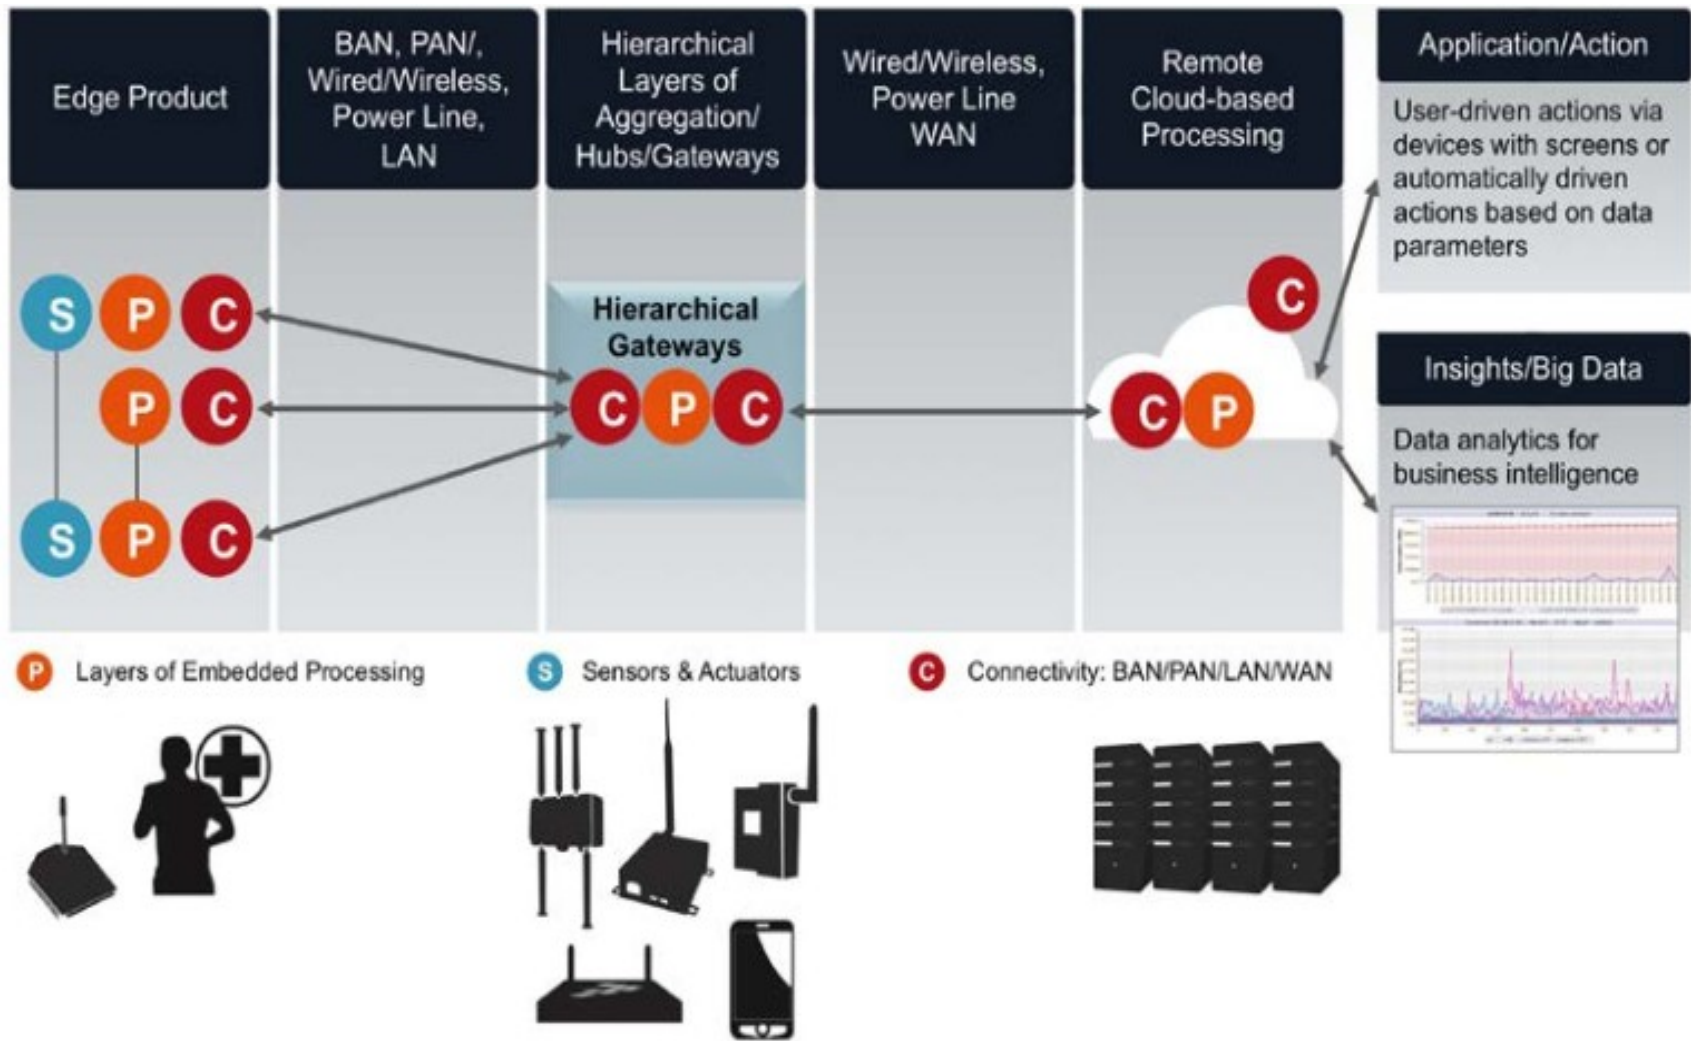 Edge Product
BAN, PAN/,
Wired/Wireless,
Power Line,
LAN
Hierarchical
Layers of
Aggregation/
Hubs/Gateways
Wired/Wireless,
Power Line
WAN
Remote
Cloud-based
Processing
Application/Action
User-driven actions via
devices with screens or
automatically driven
actions based on data
parameters
S P C
P C
S P C
Hierarchical
Gateways
C P C
C
C P
Insights/Big Data
Data analytics for
business intelligence
P Layers of Embedded Processing
S Sensors & Actuators
C Connectivity: BAN/PAN/LAN/WAN